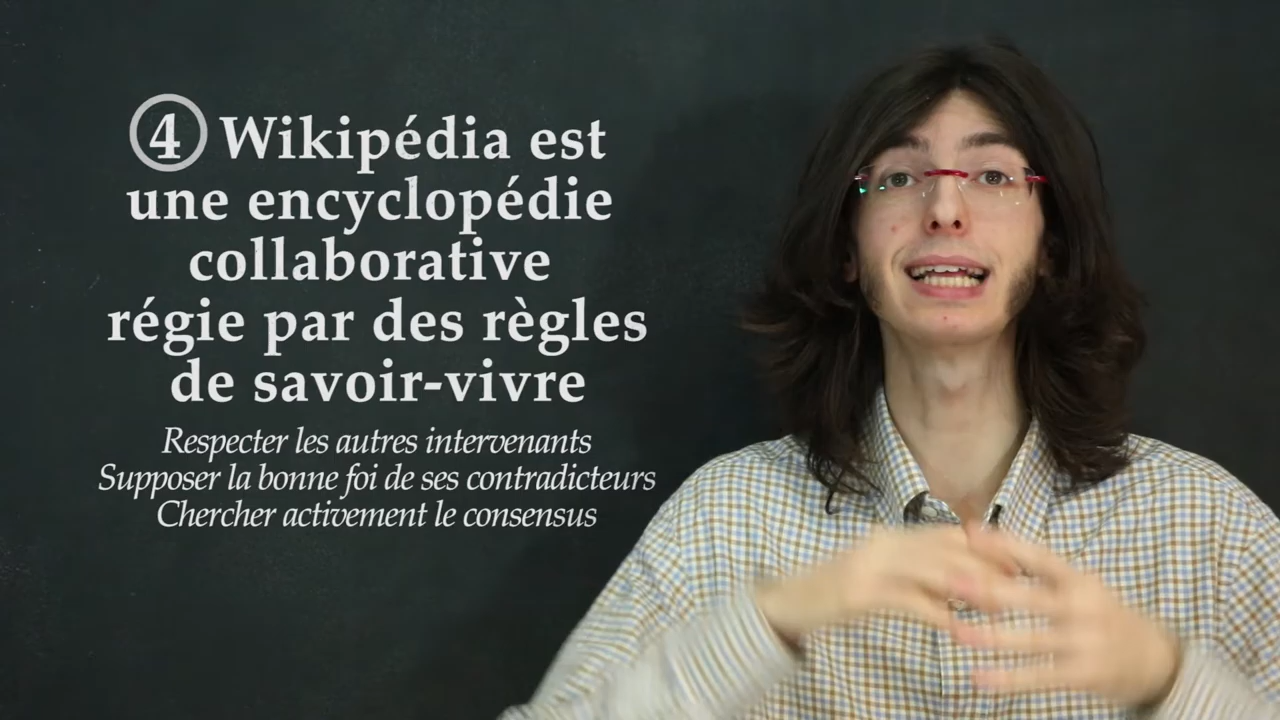 4 Wikipédia est
une encyclopédie
collaborative
régie par des règles
de savoir-vivre
Respecter les autres intervenants
Supposer la bonne foi de ses contradicteurs
Chercher activement le consensus